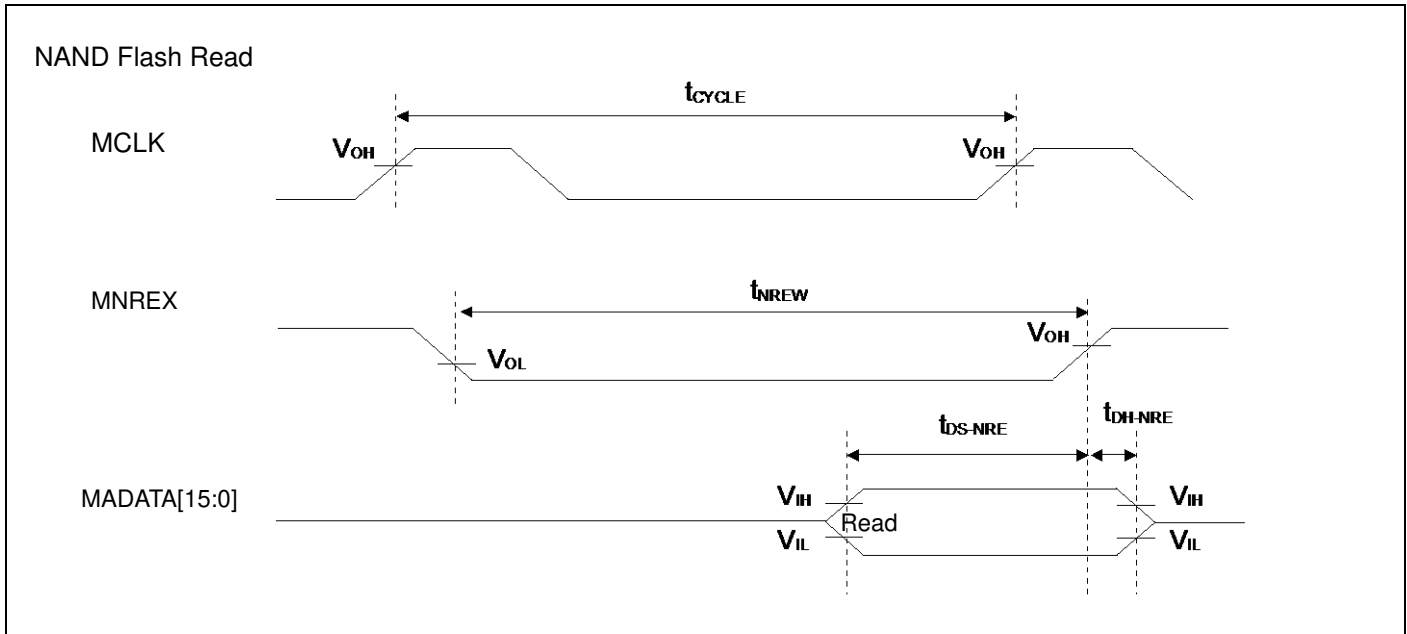 NAND Flash Read
tCYCLE
MCLK
VOH
VOH
MNREX
tNREW
VOL
VOH
tDS-NRE
tDH-NRE
MADATA[15:0]
VIH
Read
VIH
VIL
VIL